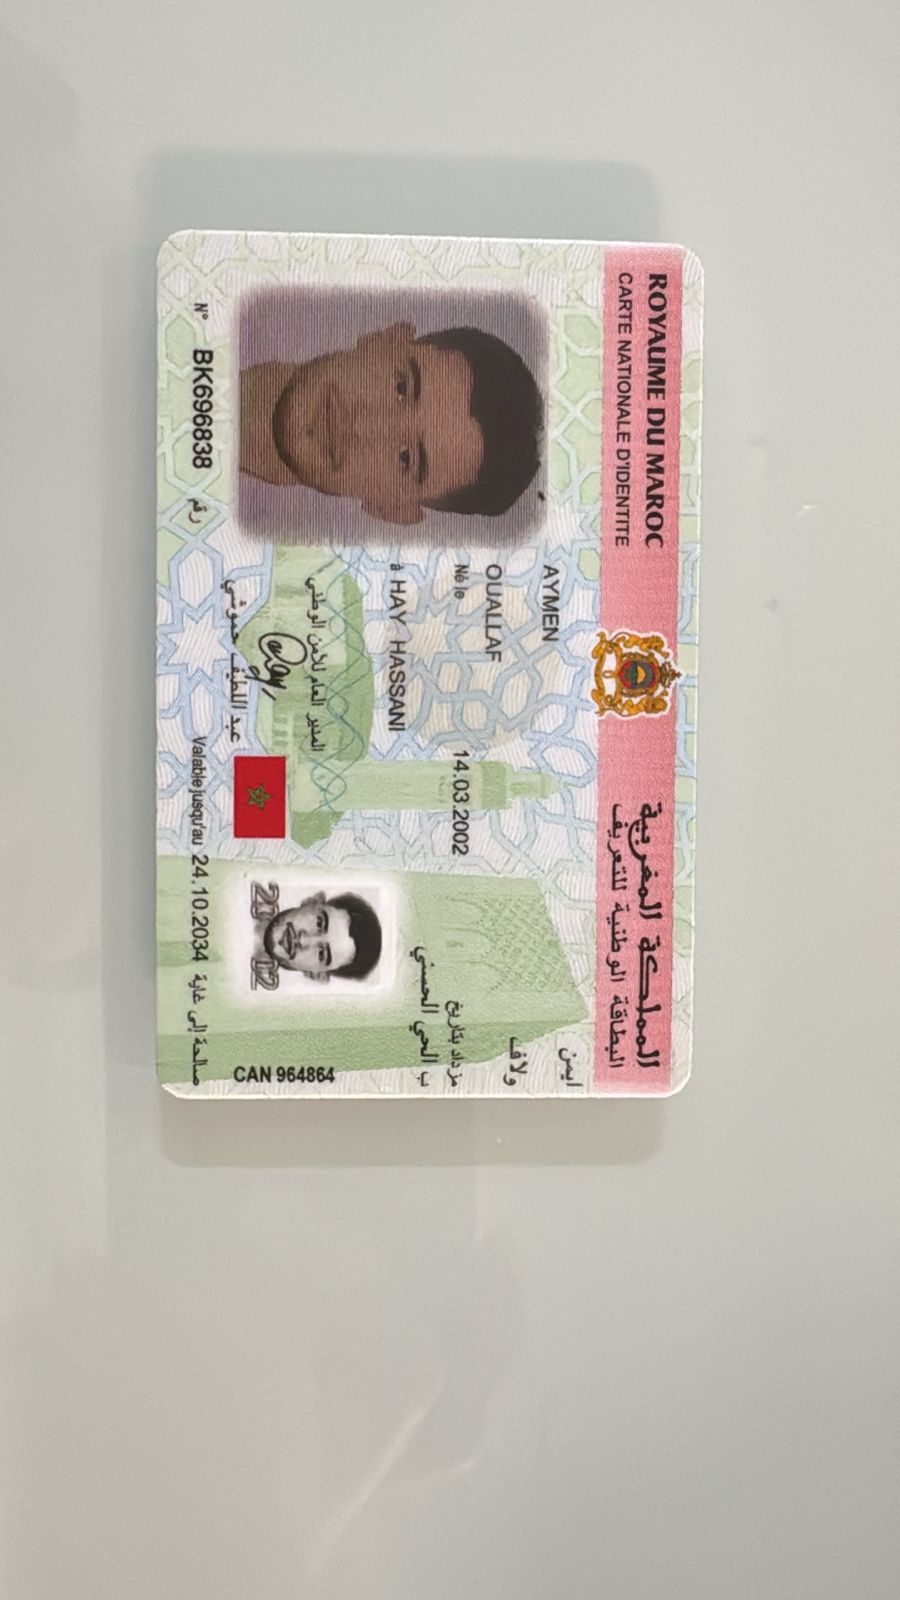 ROYAUME DU MAROC
المملكة المغربية
CARTE NATIONALE D'IDENTITE
البطاقة الوطنية للتعريف
AYMEN
ايمن
OUALLAF
ولاف
Né le 14.03.2002 مزداد بتاريخ
à HAY HASSANI
ب الحي الحسني
المدير العام للأمن الوطني
عبد اللطيف حموشي
CAN 964864
N° BK696838 رقم
Valable jusqu'au 24.10.2034 صالحة إلى غاية